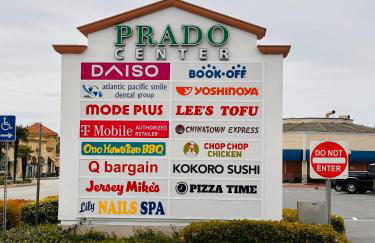 PRADO
CENTER
DAISO
BOOK·OFF
atlantic pacific smile
dental group
YOSHINOYA
MODE PLUS
LEE'S TOFU
T Mobile AUTHORIZED
RETAILER
CHINATOWN EXPRESS
Ono Hawaiian BBQ
CHOP CHOP
CHICKEN
Q bargain
KOKORO SUSHI
Jersey Mike's
PIZZA TIME
Lily NAILS SPA
DO NOT
ENTER